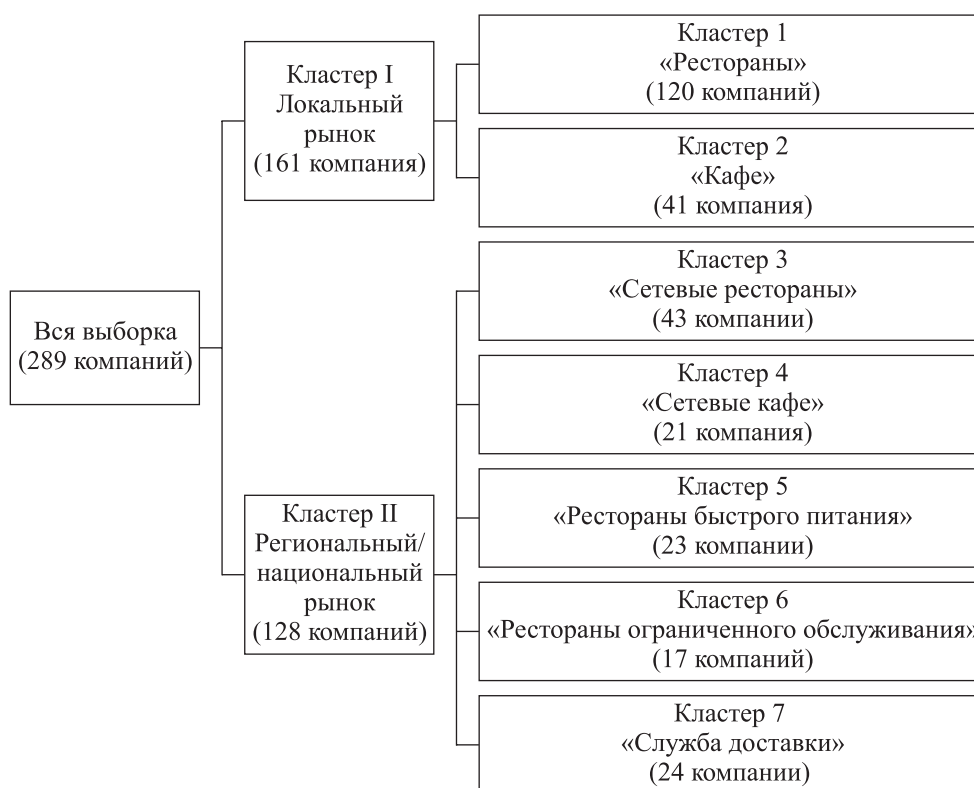 Вся выборка
(289 компаний)
Кластер I
Локальный
рынок
(161 компания)
Кластер 1
«Рестораны»
(120 компаний)
Кластер 2
«Кафе»
(41 компания)
Кластер II
Региональный/
национальный
рынок
(128 компаний)
Кластер 3
«Сетевые рестораны»
(43 компании)
Кластер 4
«Сетевые кафе»
(21 компания)
Кластер 5
«Рестораны быстрого питания»
(23 компании)
Кластер 6
«Рестораны ограниченного обслуживания»
(17 компаний)
Кластер 7
«Служба доставки»
(24 компании)